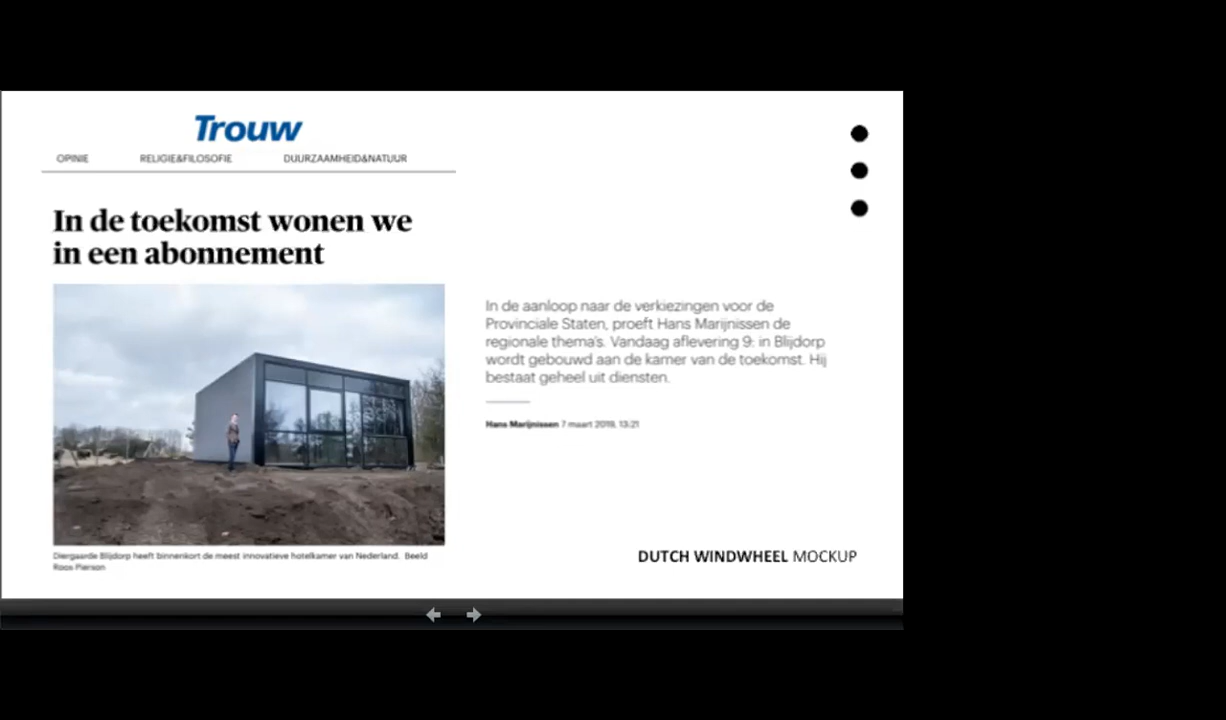 Trouw
OPINIE RELIGIE&FILOSOFIE DUURZAAMHEID&NATUUR
In de toekomst wonen we
in een abonnement
In de aanloop naar de verkiezingen voor de
Provinciale Staten, proeft Hans Marijnissen de
regionale thema's. Vandaag aflevering 9: in Blijdorp
wordt gebouwd aan de kamer van de toekomst. Hij
bestaat geheel uit diensten.
Hans Marijnissen 7 maart 2019, 13:21
Diergaarde Blijdorp heeft binnenkort de meest innovatieve hotelkamer van Nederland. Beeld
Roos Pierson
DUTCH WINDWHEEL MOCKUP